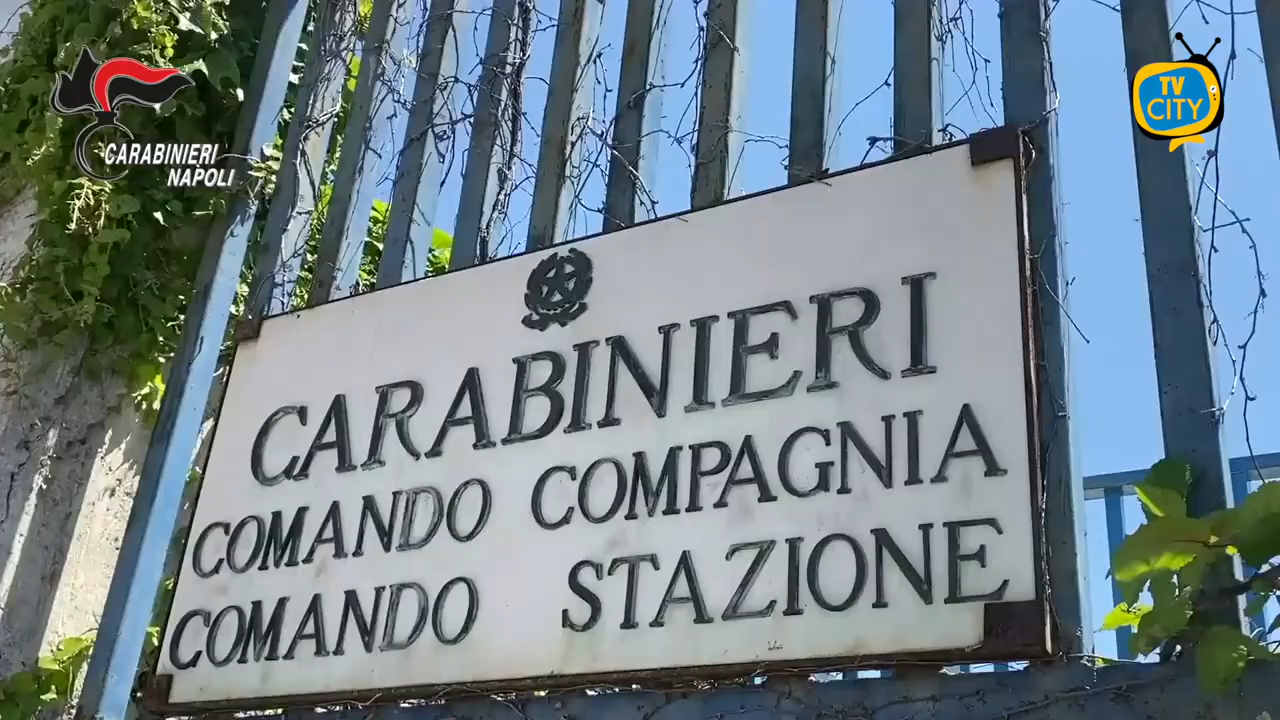 CARABINIERI
NAPOLI
TV
CITY
CARABINIERI
COMANDO COMPAGNIA
COMANDO STAZIONE